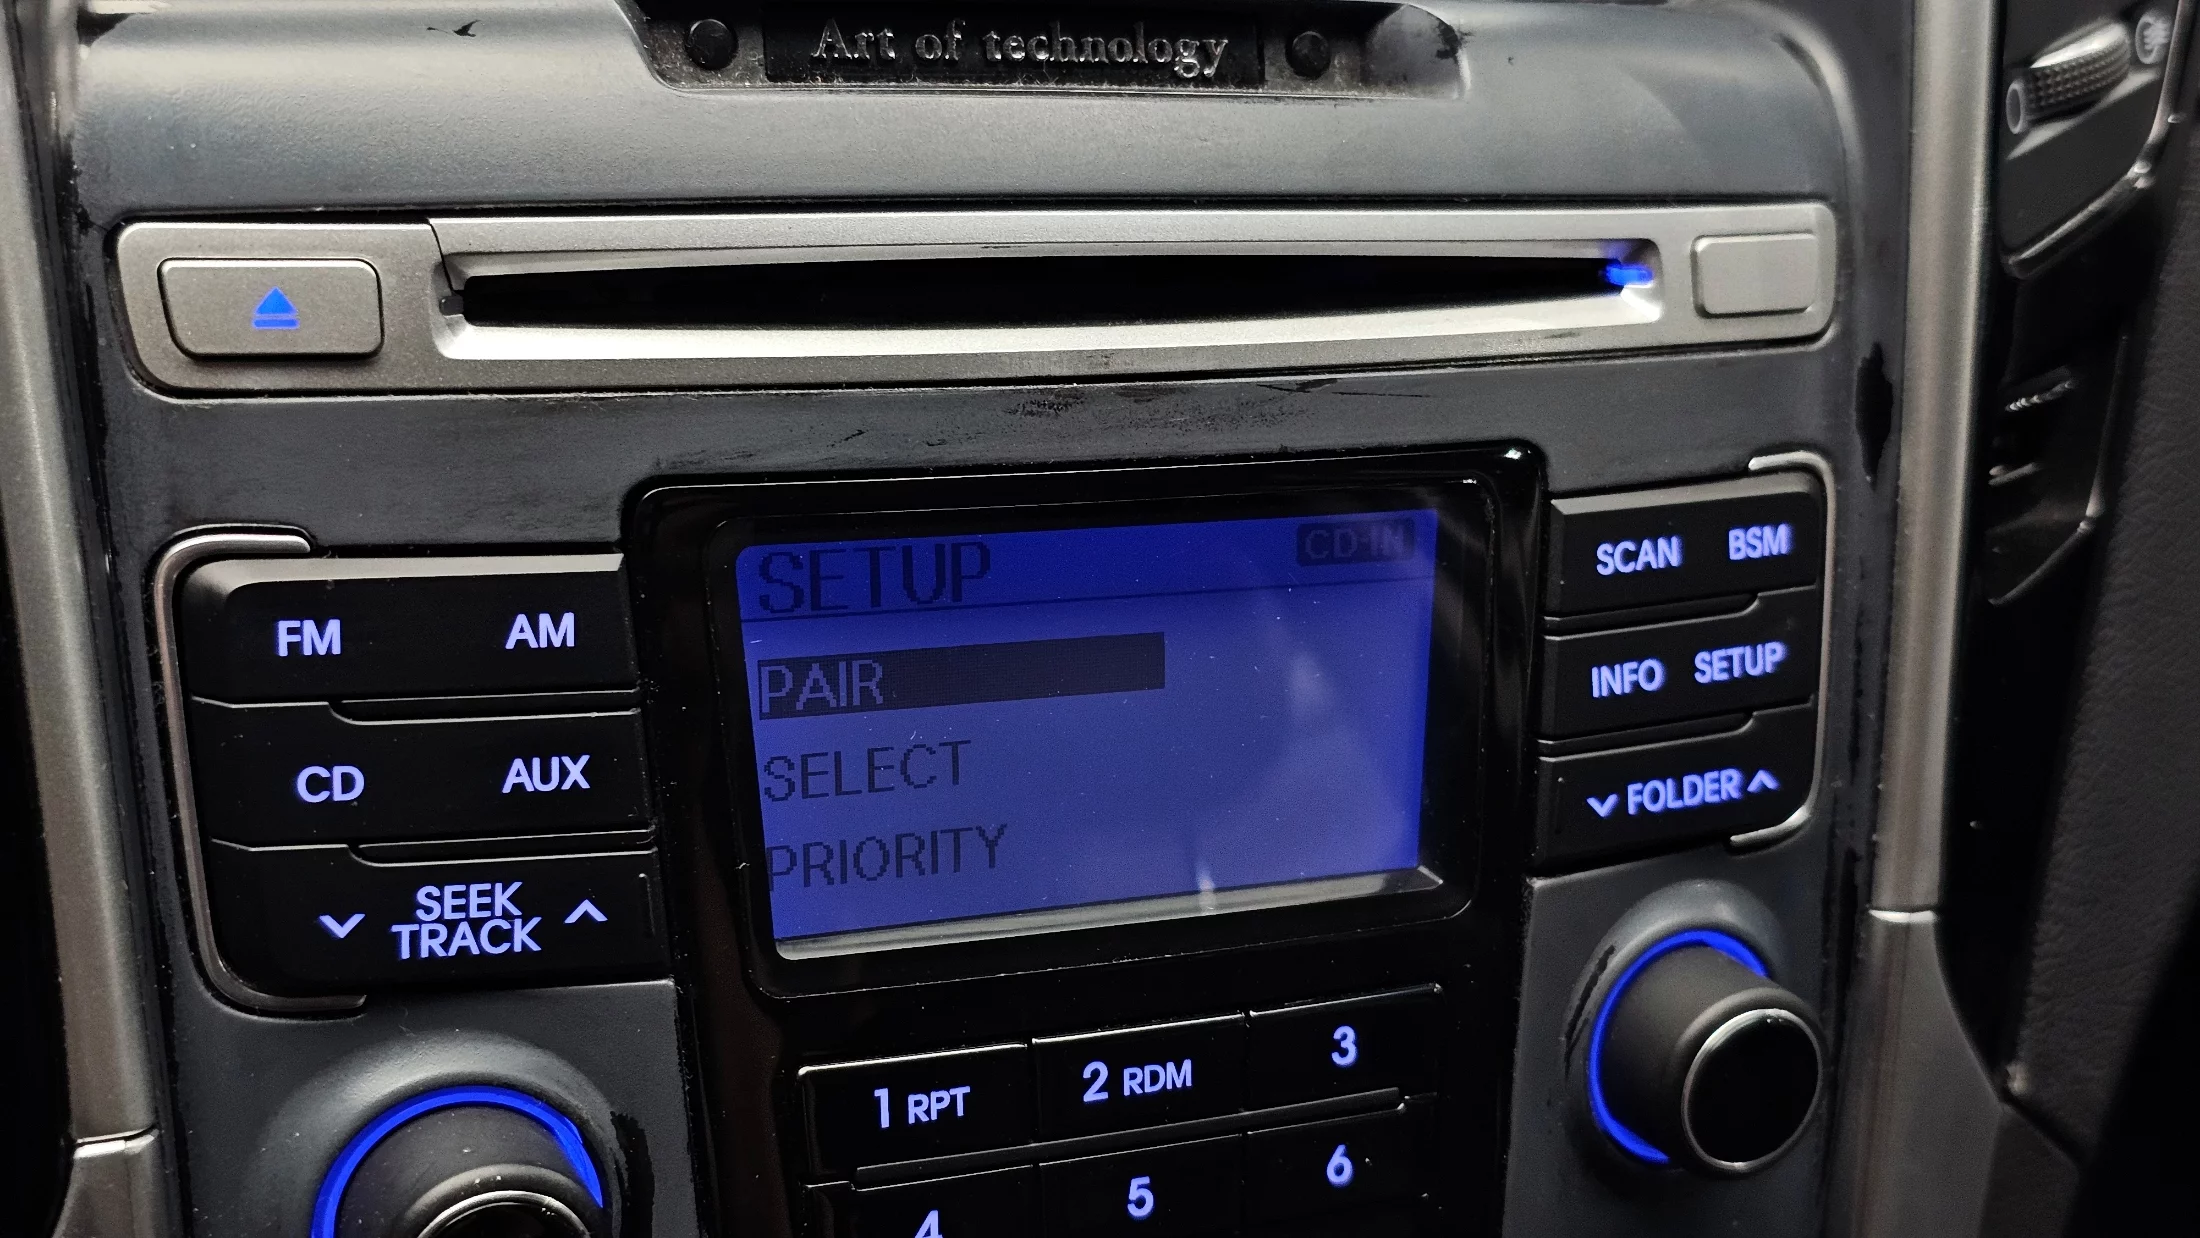 Art of technology
SETUP CD-IN
PAIR
SELECT
PRIORITY
FM AM
CD AUX
SEEK
TRACK
SCAN BSM
INFO SETUP
FOLDER
1 RPT 2 RDM 3
4 5 6